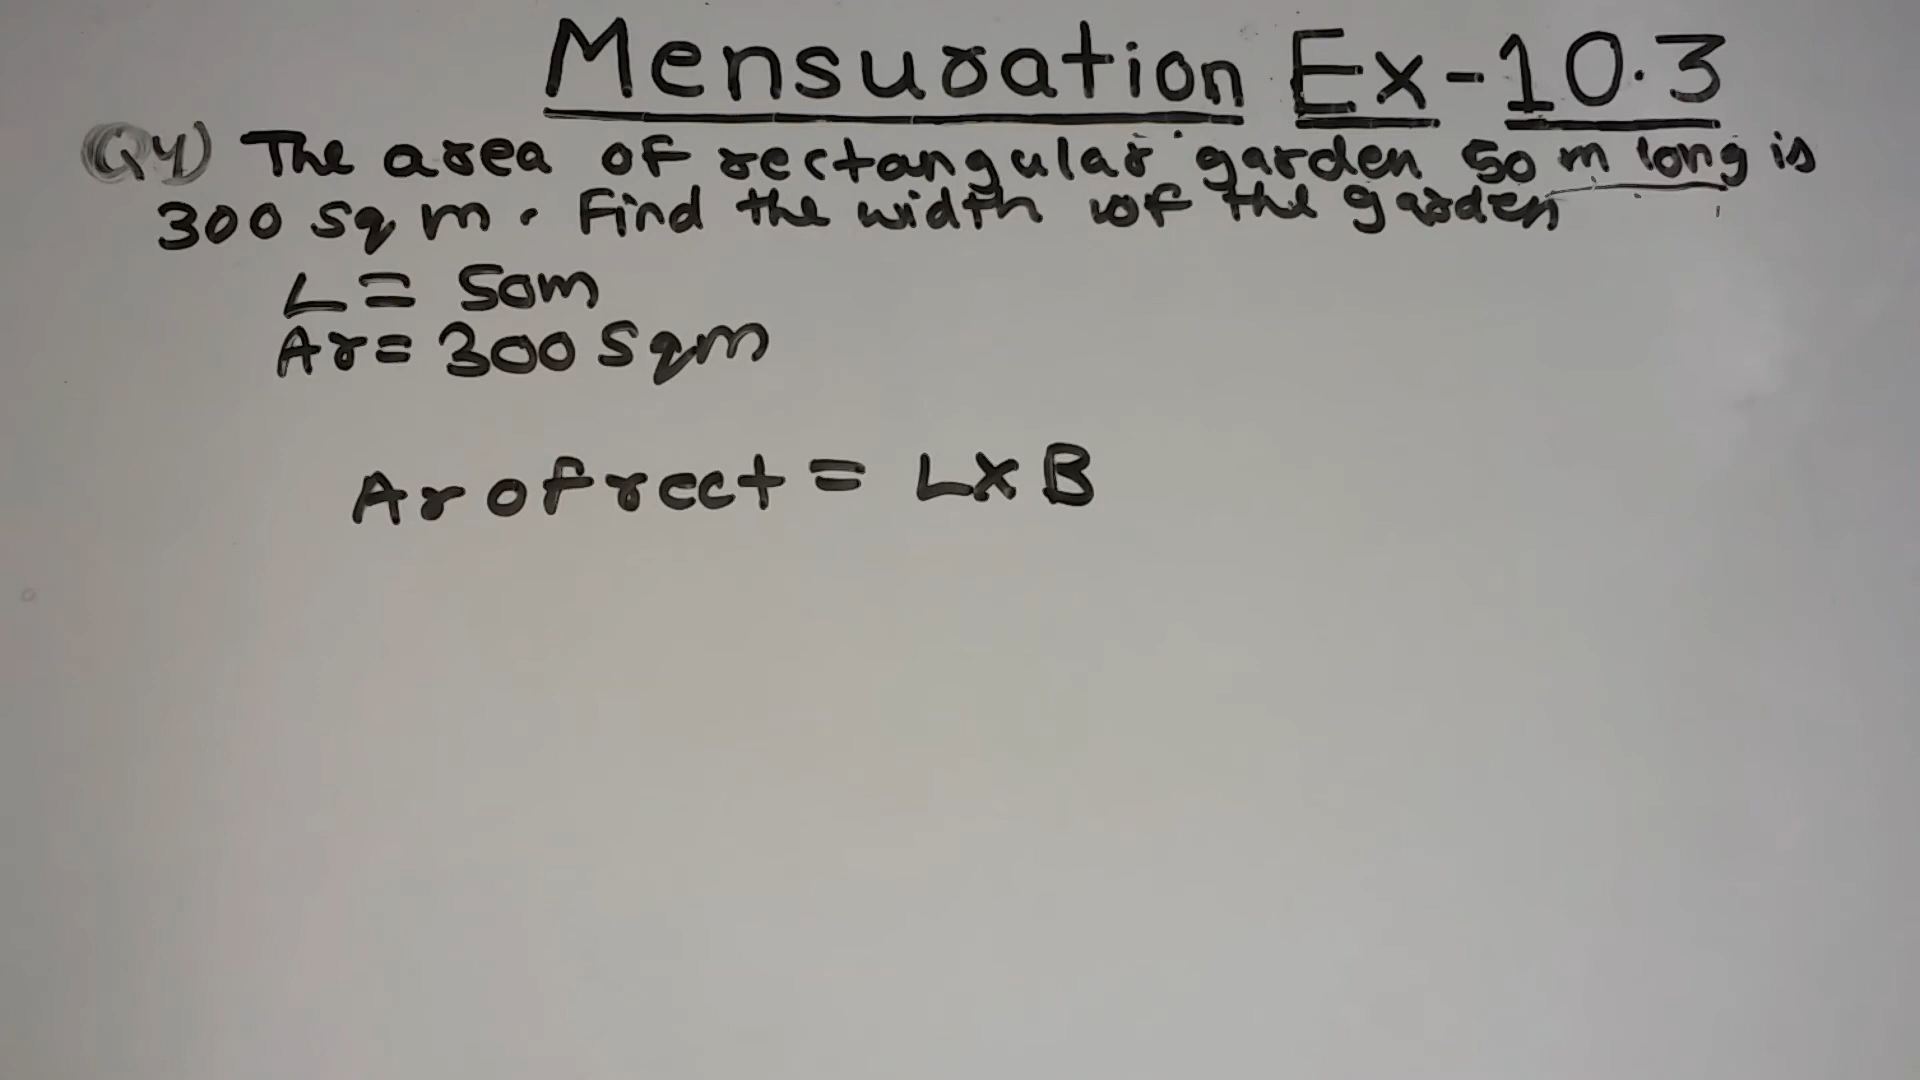 Mensuration Ex-10.3
Q4) The area of rectangular garden 50 m long is
300 sq m. Find the width of the garden
L = 50m
Ar = 300 sqm
Ar of rect = L×B